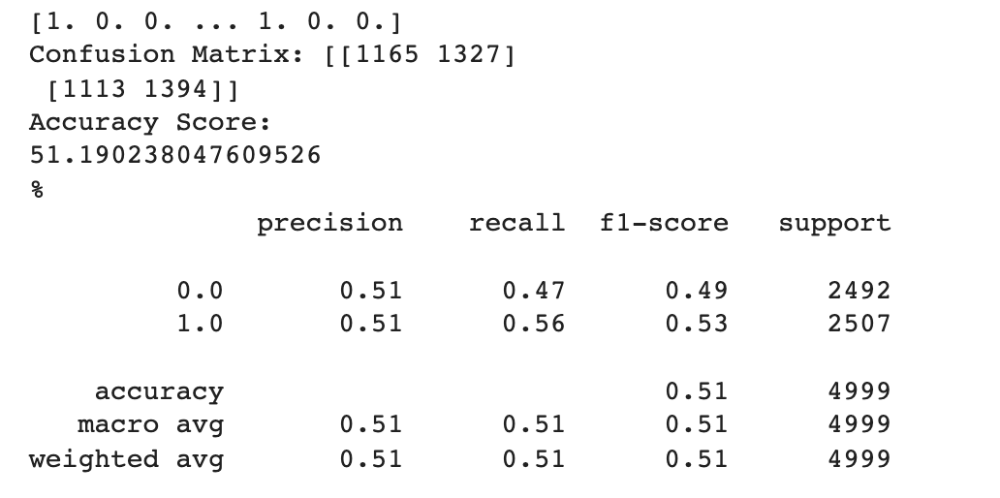 [1. 0. 0. ... 1. 0. 0.]
Confusion Matrix: [[1165 1327]
 [1113 1394]]
Accuracy Score:
51.190238047609526
%
              precision    recall  f1-score   support

         0.0       0.51      0.47      0.49      2492
         1.0       0.51      0.56      0.53      2507

    accuracy                           0.51      4999
   macro avg       0.51      0.51      0.51      4999
weighted avg       0.51      0.51      0.51      4999